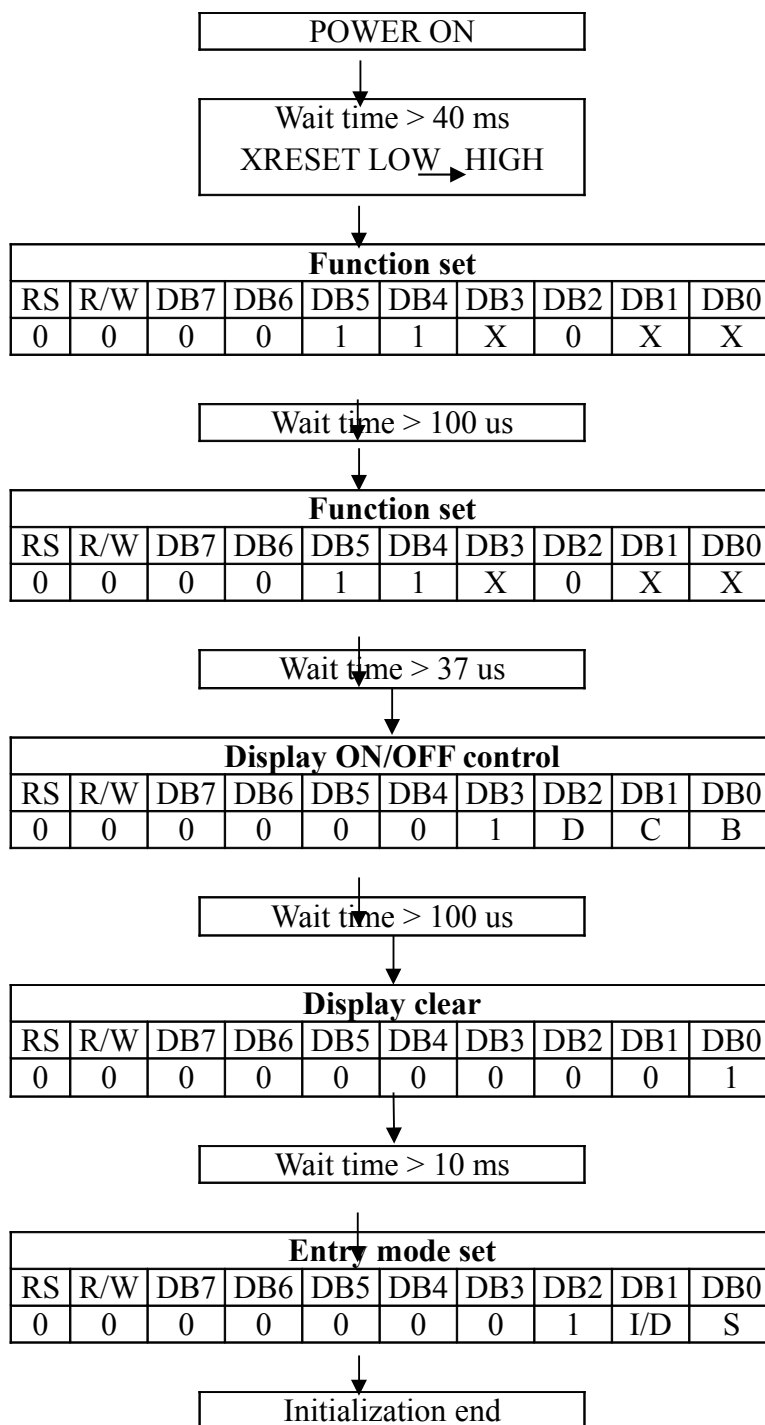 POWER ON
Wait time > 40 ms
XRESET LOW HIGH
Function set
RS R/W DB7 DB6 DB5 DB4 DB3 DB2 DB1 DB0
0 0 0 0 1 1 X 0 X X
Wait time > 100 us
Function set
RS R/W DB7 DB6 DB5 DB4 DB3 DB2 DB1 DB0
0 0 0 0 1 1 X 0 X X
Wait time > 37 us
Display ON/OFF control
RS R/W DB7 DB6 DB5 DB4 DB3 DB2 DB1 DB0
0 0 0 0 0 0 1 D C B
Wait time > 100 us
Display clear
RS R/W DB7 DB6 DB5 DB4 DB3 DB2 DB1 DB0
0 0 0 0 0 0 0 0 0 1
Wait time > 10 ms
Entry mode set
RS R/W DB7 DB6 DB5 DB4 DB3 DB2 DB1 DB0
0 0 0 0 0 0 0 1 I/D S
Initialization end